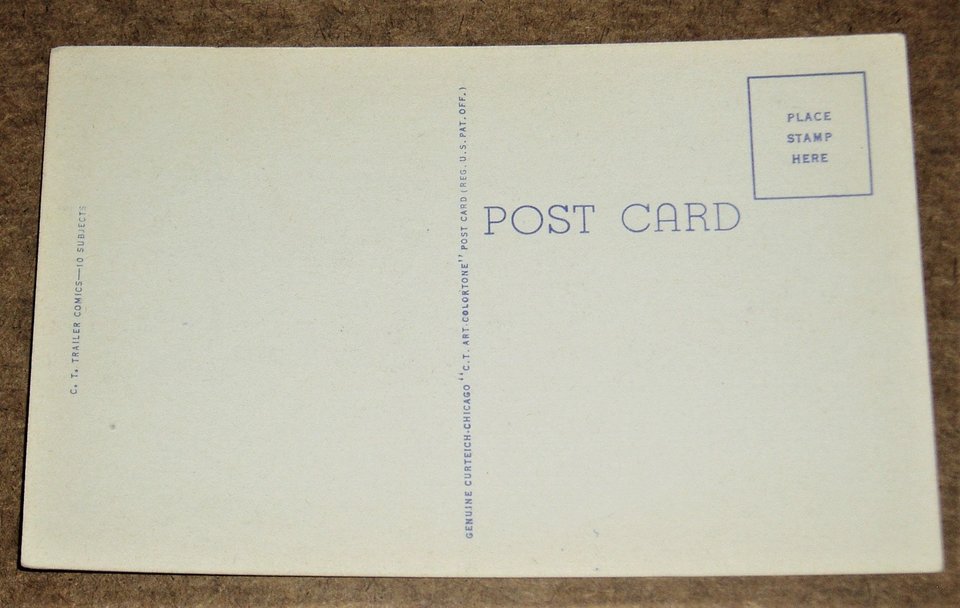 C. T. TRAILER COMICS—10 SUBJECTS
GENUINE CURTEICH-CHICAGO "C.T. ART-COLORTONE" POST CARD (REG. U.S. PAT. OFF.)
POST CARD
PLACE
STAMP
HERE